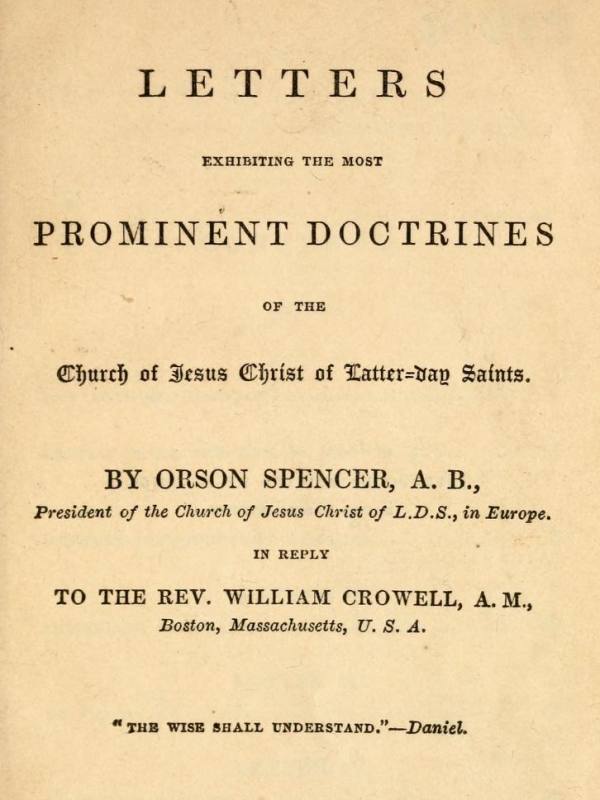 LETTERS
EXHIBITING THE MOST
PROMINENT DOCTRINES
OF THE
Church of Jesus Christ of Latter=day Saints.
BY ORSON SPENCER, A. B.,
President of the Church of Jesus Christ of L.D.S., in Europe.
IN REPLY
TO THE REV. WILLIAM CROWELL, A. M.,
Boston, Massachusetts, U. S. A.
"THE WISE SHALL UNDERSTAND."—Daniel.